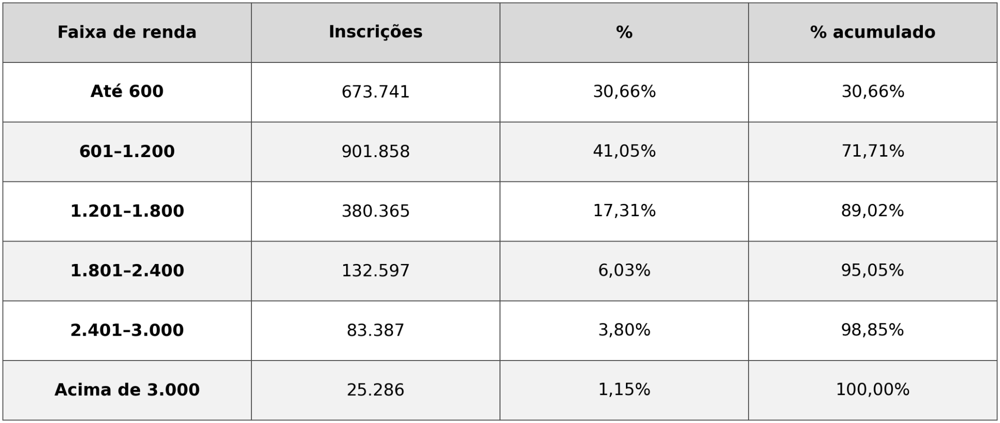 Faixa de renda Inscrições % % acumulado
Até 600 673.741 30,66% 30,66%
601–1.200 901.858 41,05% 71,71%
1.201–1.800 380.365 17,31% 89,02%
1.801–2.400 132.597 6,03% 95,05%
2.401–3.000 83.387 3,80% 98,85%
Acima de 3.000 25.286 1,15% 100,00%